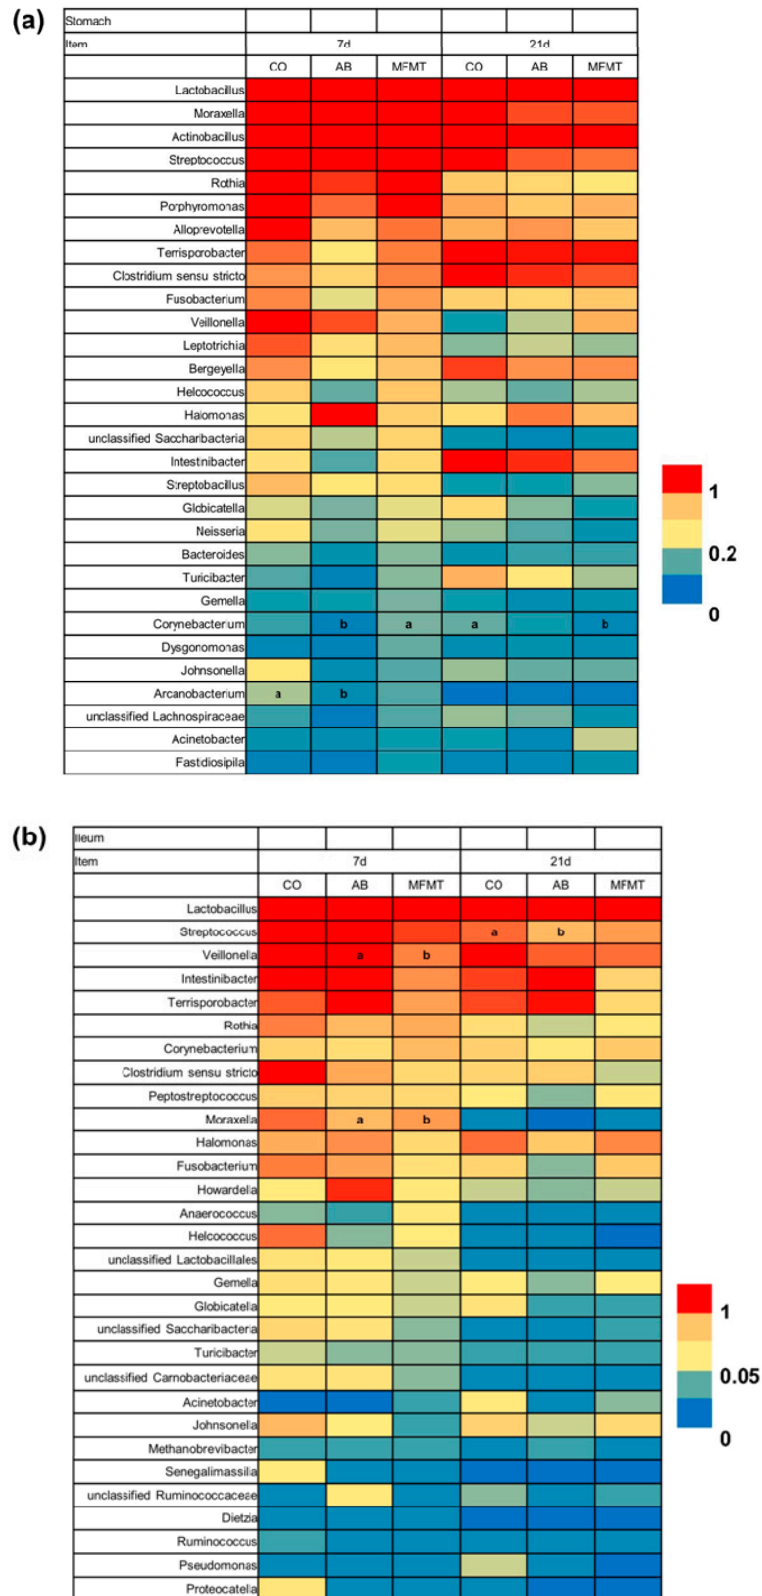 (a)
Stomach
Item 7d 21d
CO AB MFMT CO AB MFMT
Lactobacillus
Moraxella
Actinobacillus
Streptococcus
Rothia
Porphyromonas
Alloprevotella
Terrisporobacter
Clostridium sensu stricto
Fusobacterium
Veillonella
Leptotrichia
Bergeyella
Helcococcus
Halomonas
unclassified Saccharibacteria
Intestinibacter
Streptobacillus
Globicatella
Neisseria
Bacteroides
Turicibacter
Gemella
Corynebacterium b a a b
Dysgonomonas
Johnsonella
Arcanobacterium a b
unclassified Lachnospiraceae
Acinetobacter
Fastidiosipila
1
0.2
0
(b)
Ileum
Item 7d 21d
CO AB MFMT CO AB MFMT
Lactobacillus
Streptococcus a b
Veillonella a b
Intestinibacter
Terrisporobacter
Rothia
Corynebacterium
Clostridium sensu stricto
Peptostreptococcus
Moraxella a b
Halomonas
Fusobacterium
Howardella
Anaerococcus
Helcococcus
unclassified Lactobacillales
Gemella
Globicatella
unclassified Saccharibacteria
Turicibacter
unclassified Carnobacteriaceae
Acinetobacter
Johnsonella
Methanobrevibacter
Senegalimassilia
unclassified Ruminococcaceae
Dietzia
Ruminococcus
Pseudomonas
Proteocatella
1
0.05
0